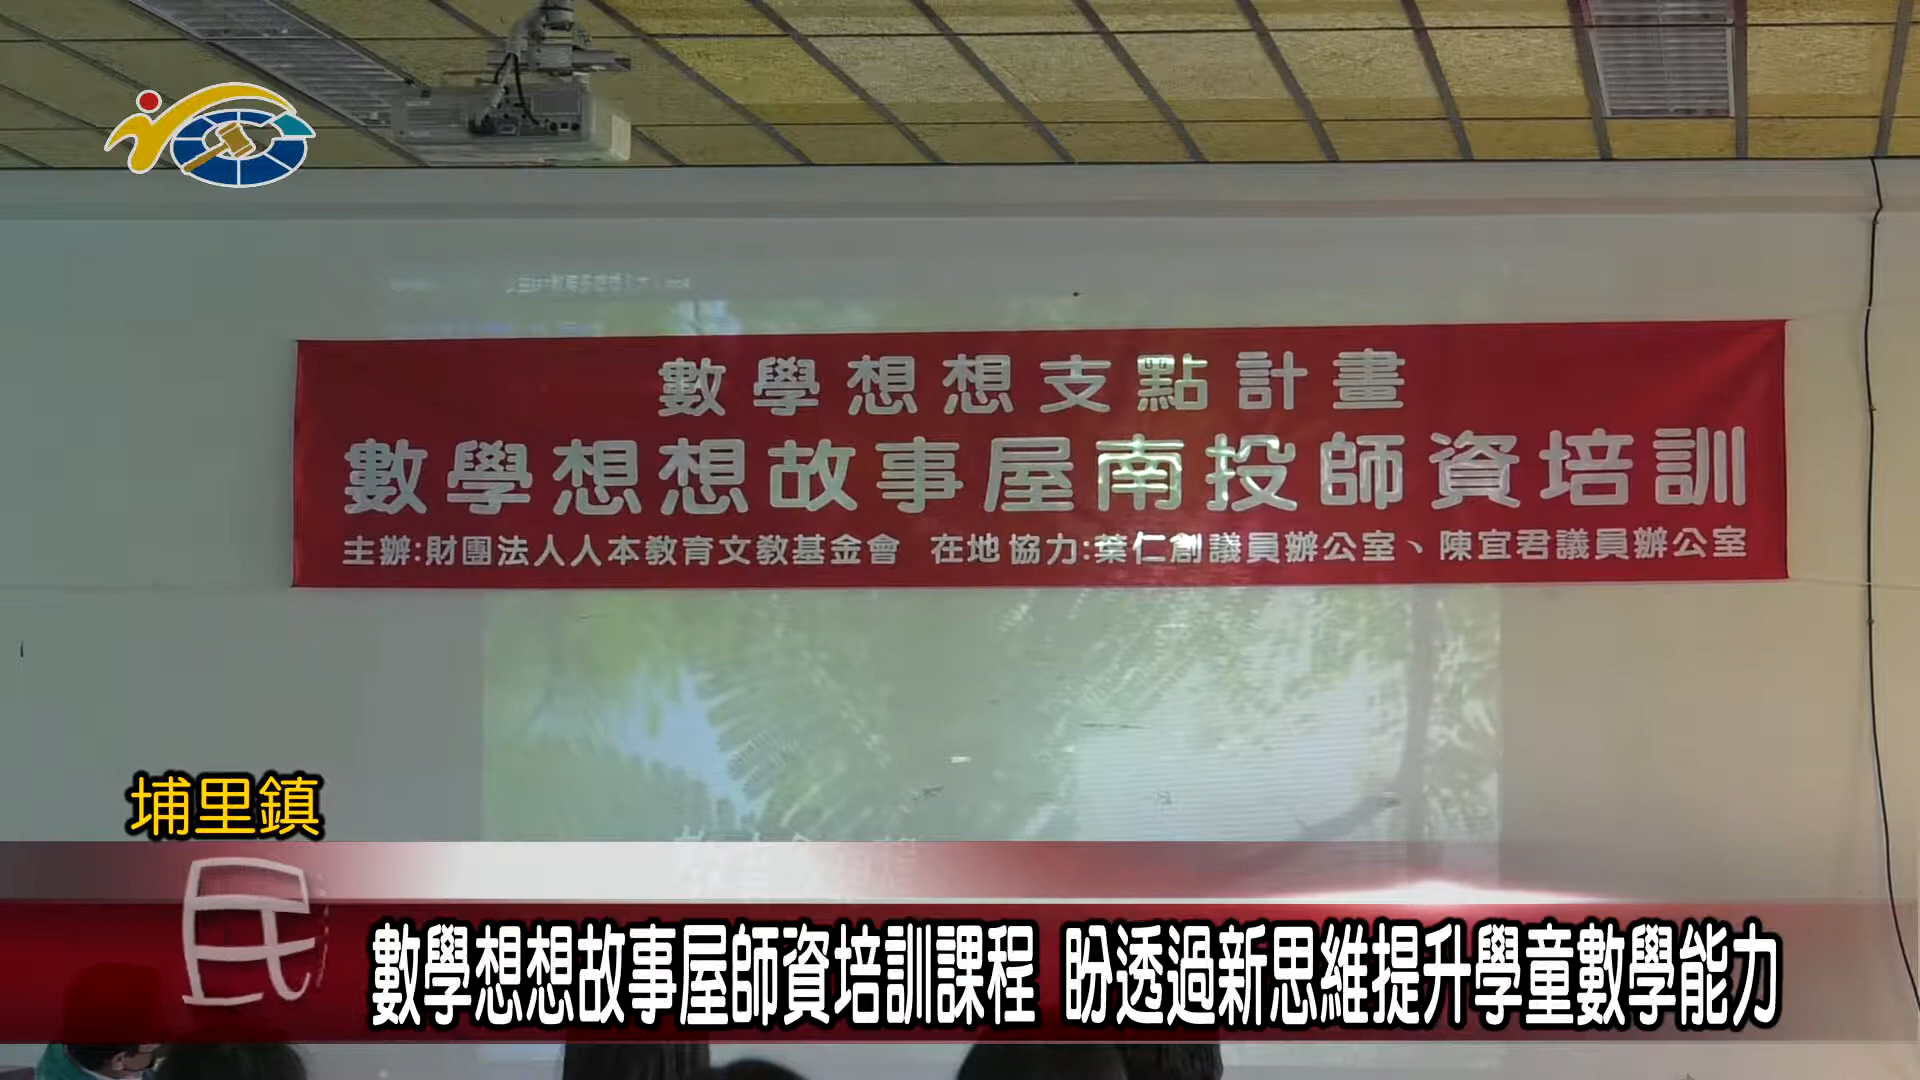 數學想想支點計畫
數學想想故事屋南投師資培訓
主辦:財團法人人本教育文教基金會 在地協力:葉仁創議員辦公室、陳宜君議員辦公室
埔里鎮
民
數學想想故事屋師資培訓課程 盼透過新思維提升學童數學能力